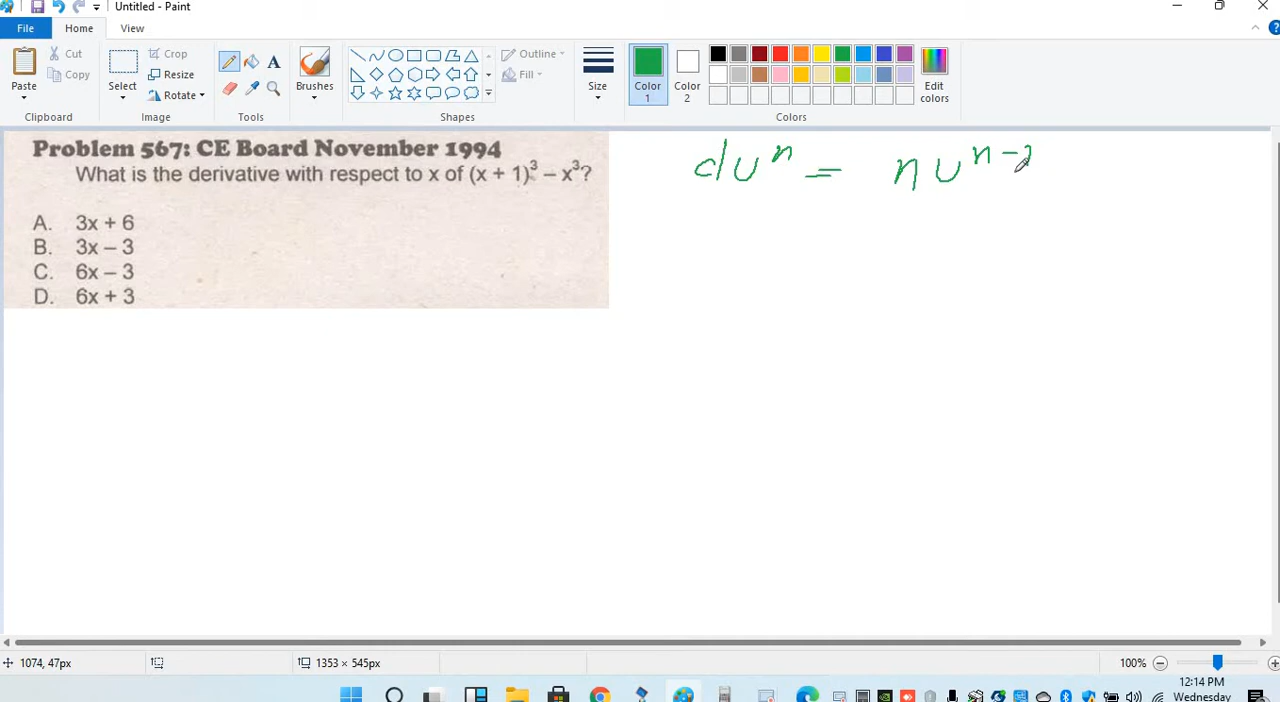 Untitled - Paint
File Home View
Paste
Cut
Copy
Clipboard
Select
Crop
Resize
Rotate
Image
A
Tools
Brushes
Outline
Fill
Shapes
Size
Color 1
Color 2
Edit colors
Colors
Problem 567: CE Board November 1994
What is the derivative with respect to x of (x + 1)³ – x³?
A. 3x + 6
B. 3x – 3
C. 6x – 3
D. 6x + 3
du^n = nu^n-
1074, 47px
1353 × 545px
100%
12:14 PM
Wednesday